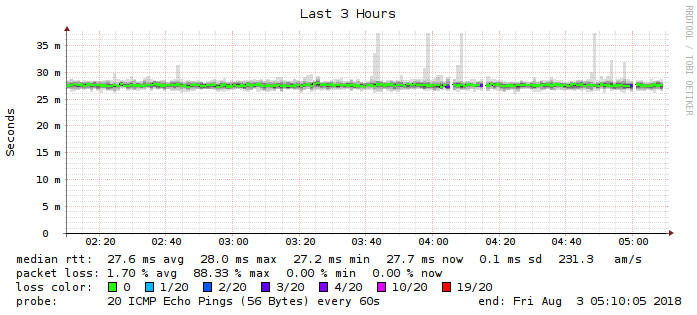 Last 3 Hours
RRDTOOL / TOBI OETIKER
Seconds
35 m
30 m
25 m
20 m
15 m
10 m
5 m
0
02:20 02:40 03:00 03:20 03:40 04:00 04:20 04:40 05:00
median rtt: 27.6 ms avg 28.0 ms max 27.2 ms min 27.7 ms now 0.1 ms sd 231.3 am/s
packet loss: 1.70 % avg 88.33 % max 0.00 % min 0.00 % now
loss color: 0 1/20 2/20 3/20 4/20 10/20 19/20
probe: 20 ICMP Echo Pings (56 Bytes) every 60s end: Fri Aug 3 05:10:05 2018